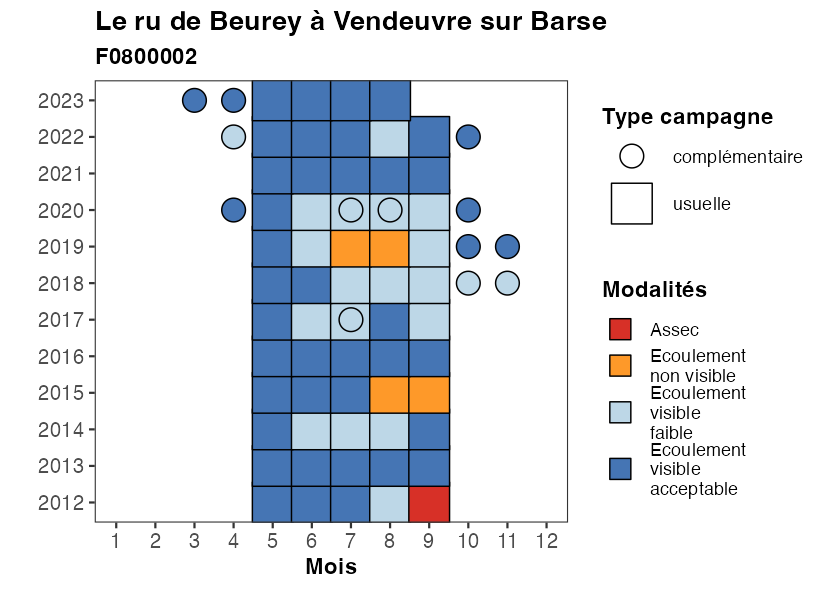 Le ru de Beurey à Vendeuvre sur Barse
F0800002
2023
2022
2021
2020
2019
2018
2017
2016
2015
2014
2013
2012
1 2 3 4 5 6 7 8 9 10 11 12
Mois
Type campagne
complémentaire
usuelle
Modalités
Assec
Ecoulement
non visible
Ecoulement
visible
faible
Ecoulement
visible
acceptable